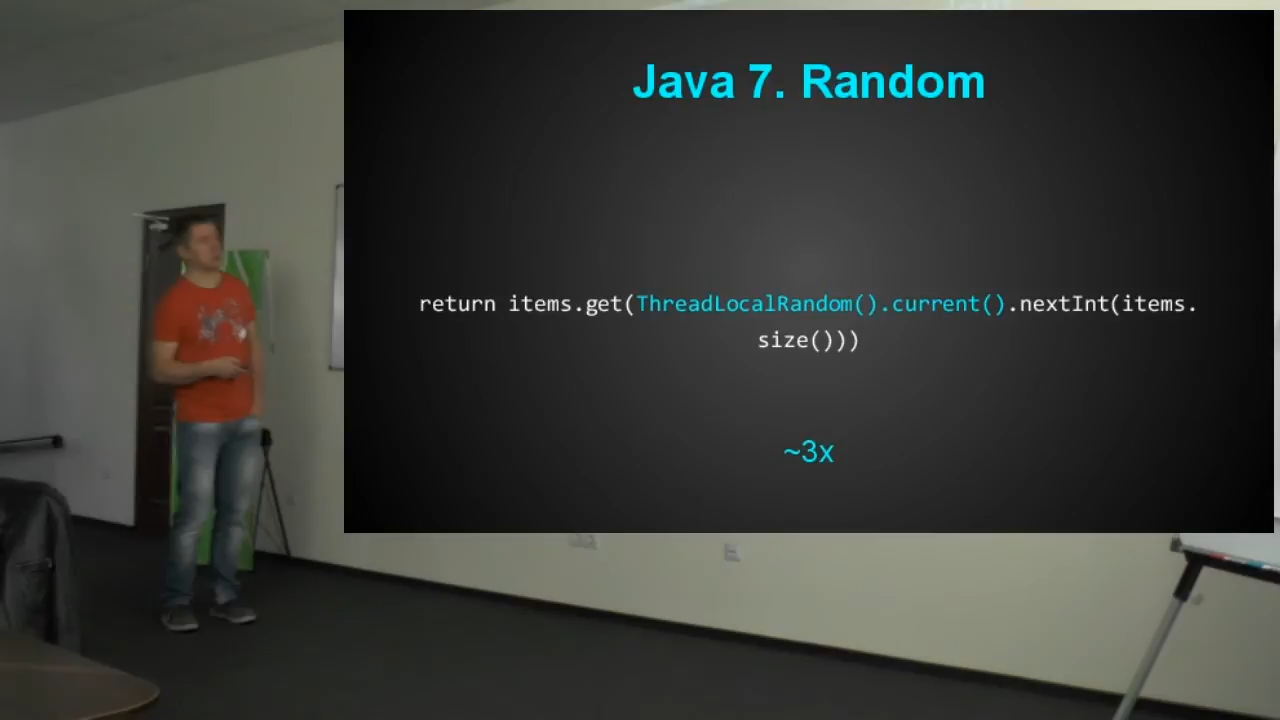 Java 7. Random
return items.get(ThreadLocalRandom().current().nextInt(items.
size()))
~3x